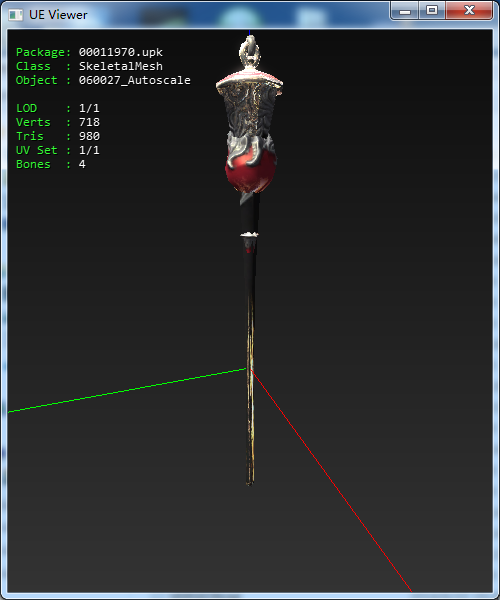 UE Viewer
Package: 00011970.upk
Class  : SkeletalMesh
Object : 060027_Autoscale
LOD    : 1/1
Verts  : 718
Tris   : 980
UV Set : 1/1
Bones  : 4